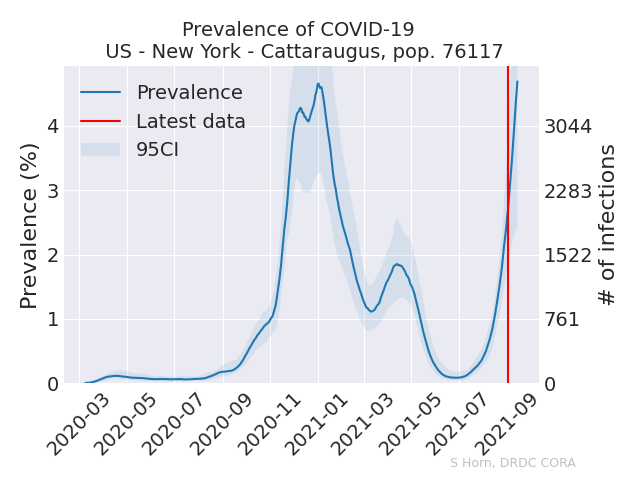 Prevalence of COVID-19
US - New York - Cattaraugus, pop. 76117
Prevalence
Latest data
95CI
Prevalence (%)
4
3
2
1
0
3044
2283
1522
761
0
# of infections
2020-03
2020-05
2020-07
2020-09
2020-11
2021-01
2021-03
2021-05
2021-07
2021-09
S Horn, DRDC CORA